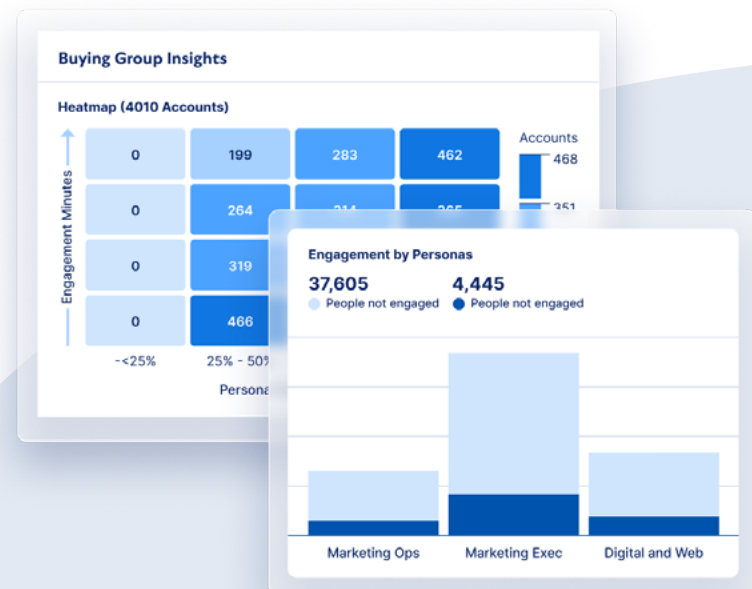 Buying Group Insights
Heatmap (4010 Accounts)
Engagement Minutes
0 199 283 462
0 264
0 319
0 466
-<25% 25% - 50%
Accounts
468
351
Engagement by Personas
37,605 4,445
People not engaged People not engaged
Marketing Ops Marketing Exec Digital and Web